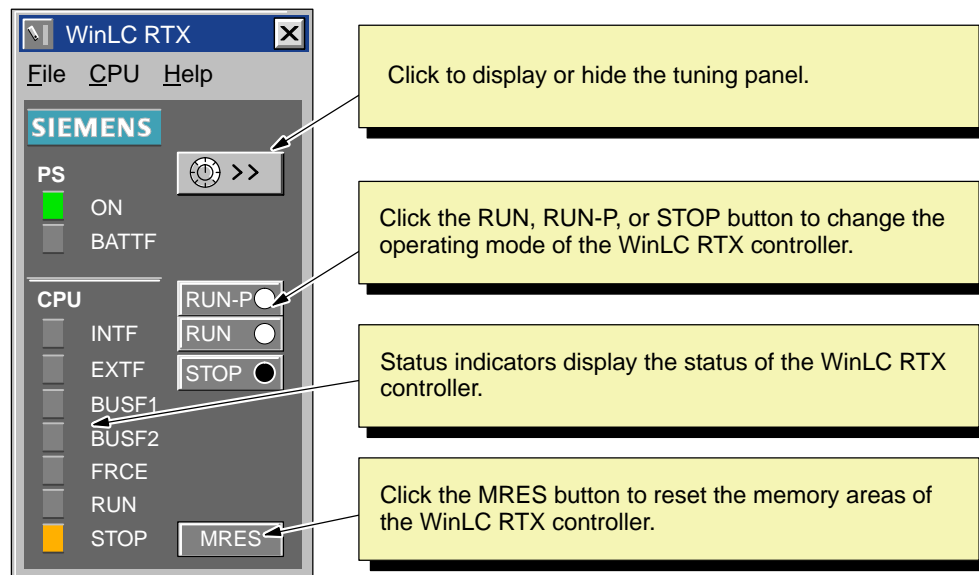 WinLC RTX
File CPU Help
SIEMENS
>>
PS
ON
BATTF
CPU
INTF
EXTF
BUSF1
BUSF2
FRCE
RUN
STOP
RUN-P
RUN
STOP
MRES
Click to display or hide the tuning panel.
Click the RUN, RUN-P, or STOP button to change the
operating mode of the WinLC RTX controller.
Status indicators display the status of the WinLC RTX
controller.
Click the MRES button to reset the memory areas of
the WinLC RTX controller.